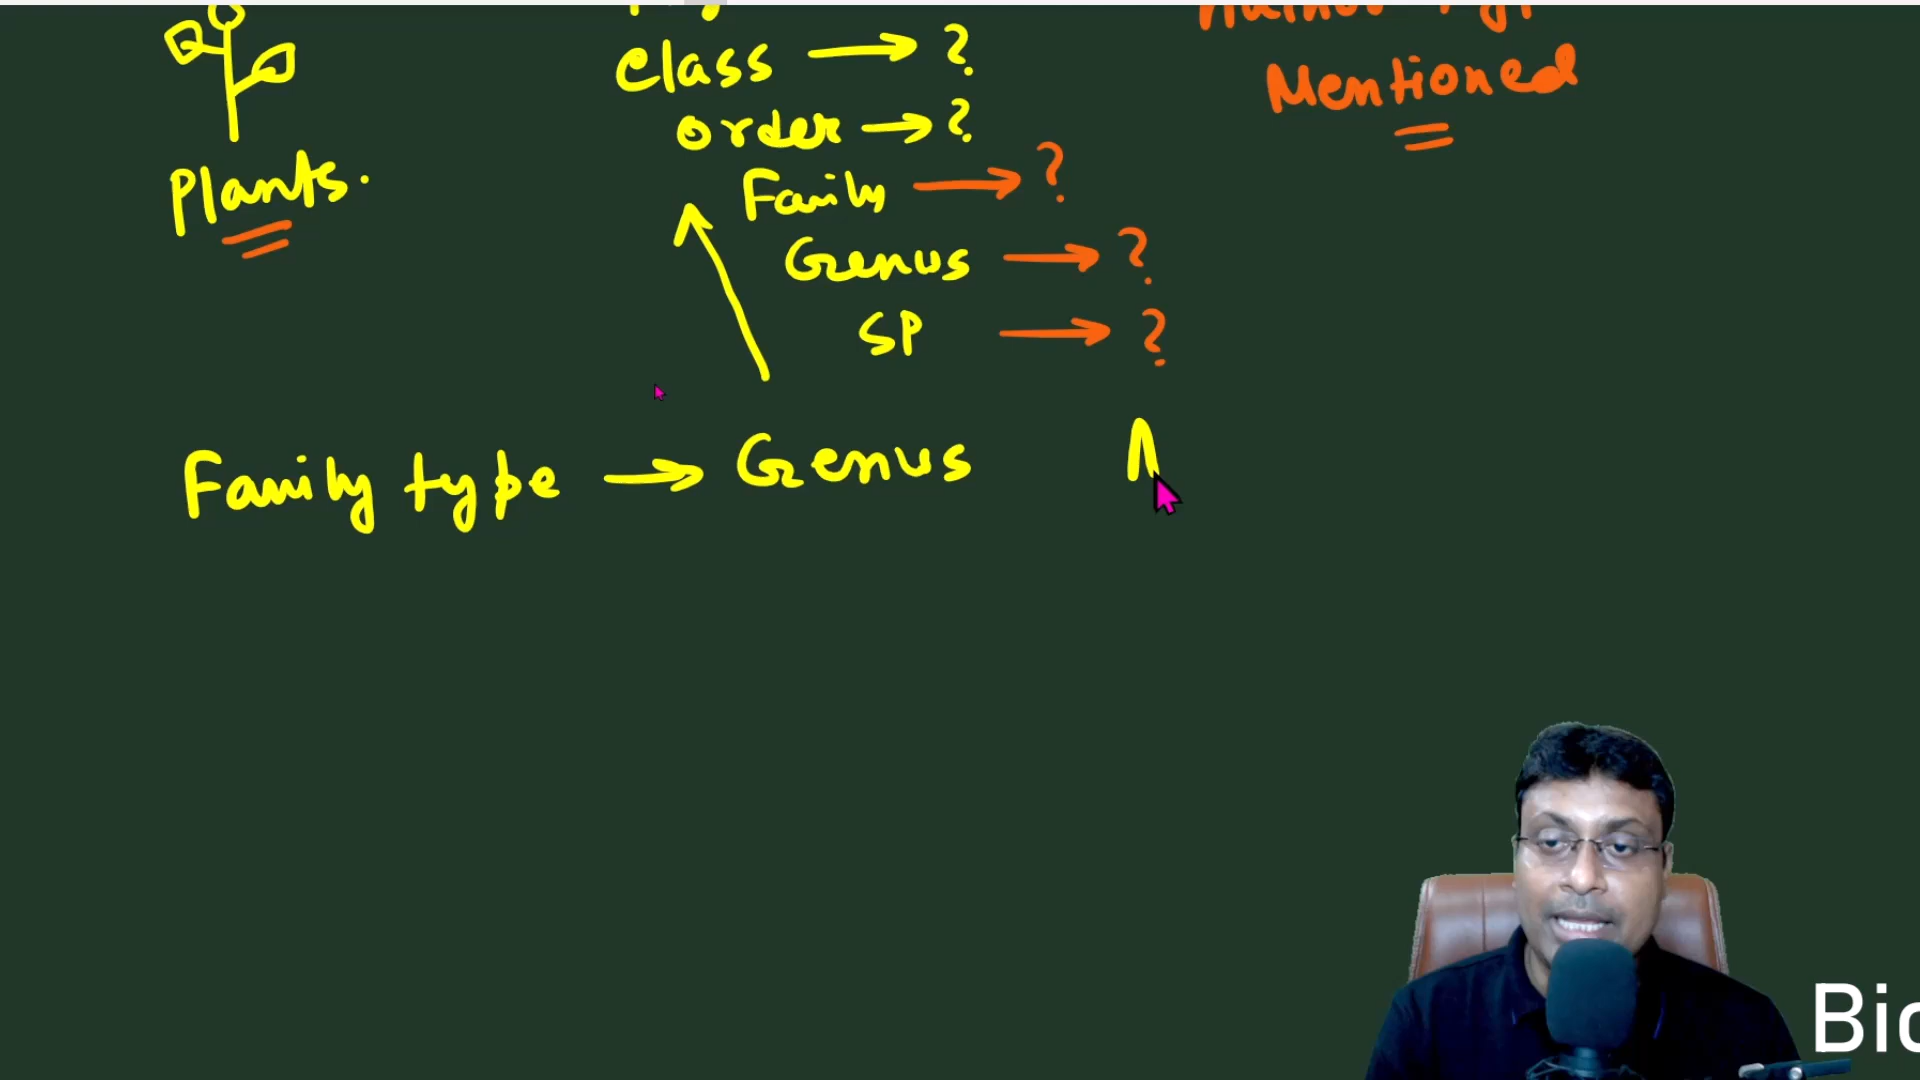 class → ?
order → ?
Family → ?
Genus → ?
SP → ?
Mentioned
Plants.
Family type → Genus
Bio